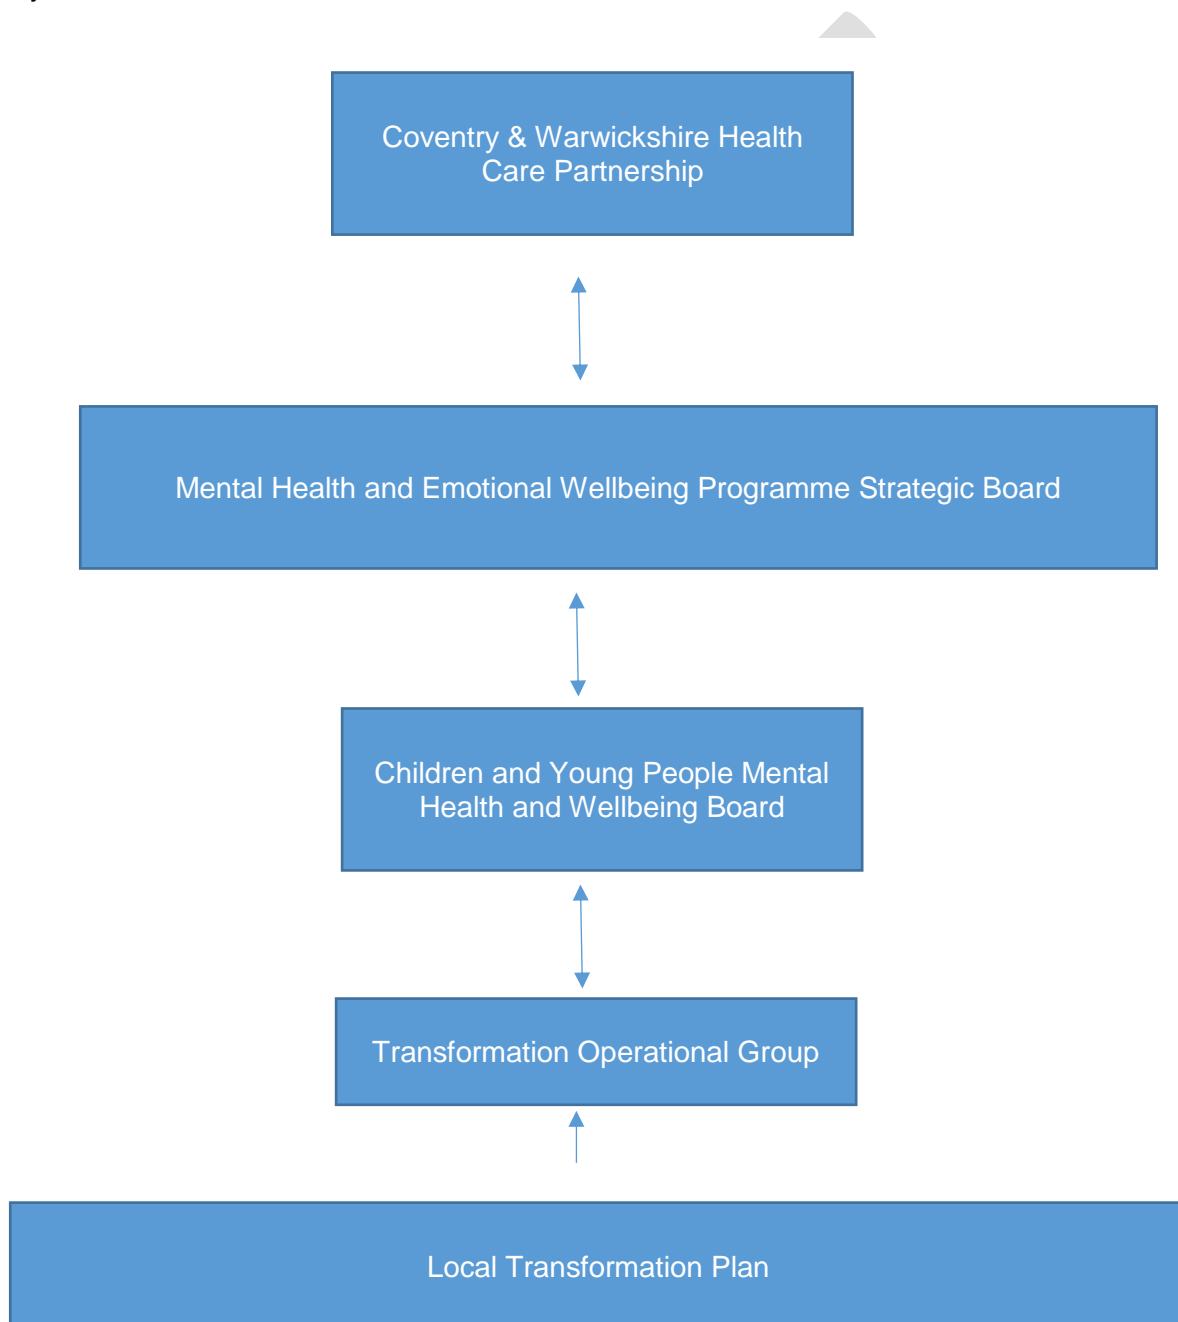 Coventry & Warwickshire Health
Care Partnership
Mental Health and Emotional Wellbeing Programme Strategic Board
Children and Young People Mental
Health and Wellbeing Board
Transformation Operational Group
Local Transformation Plan